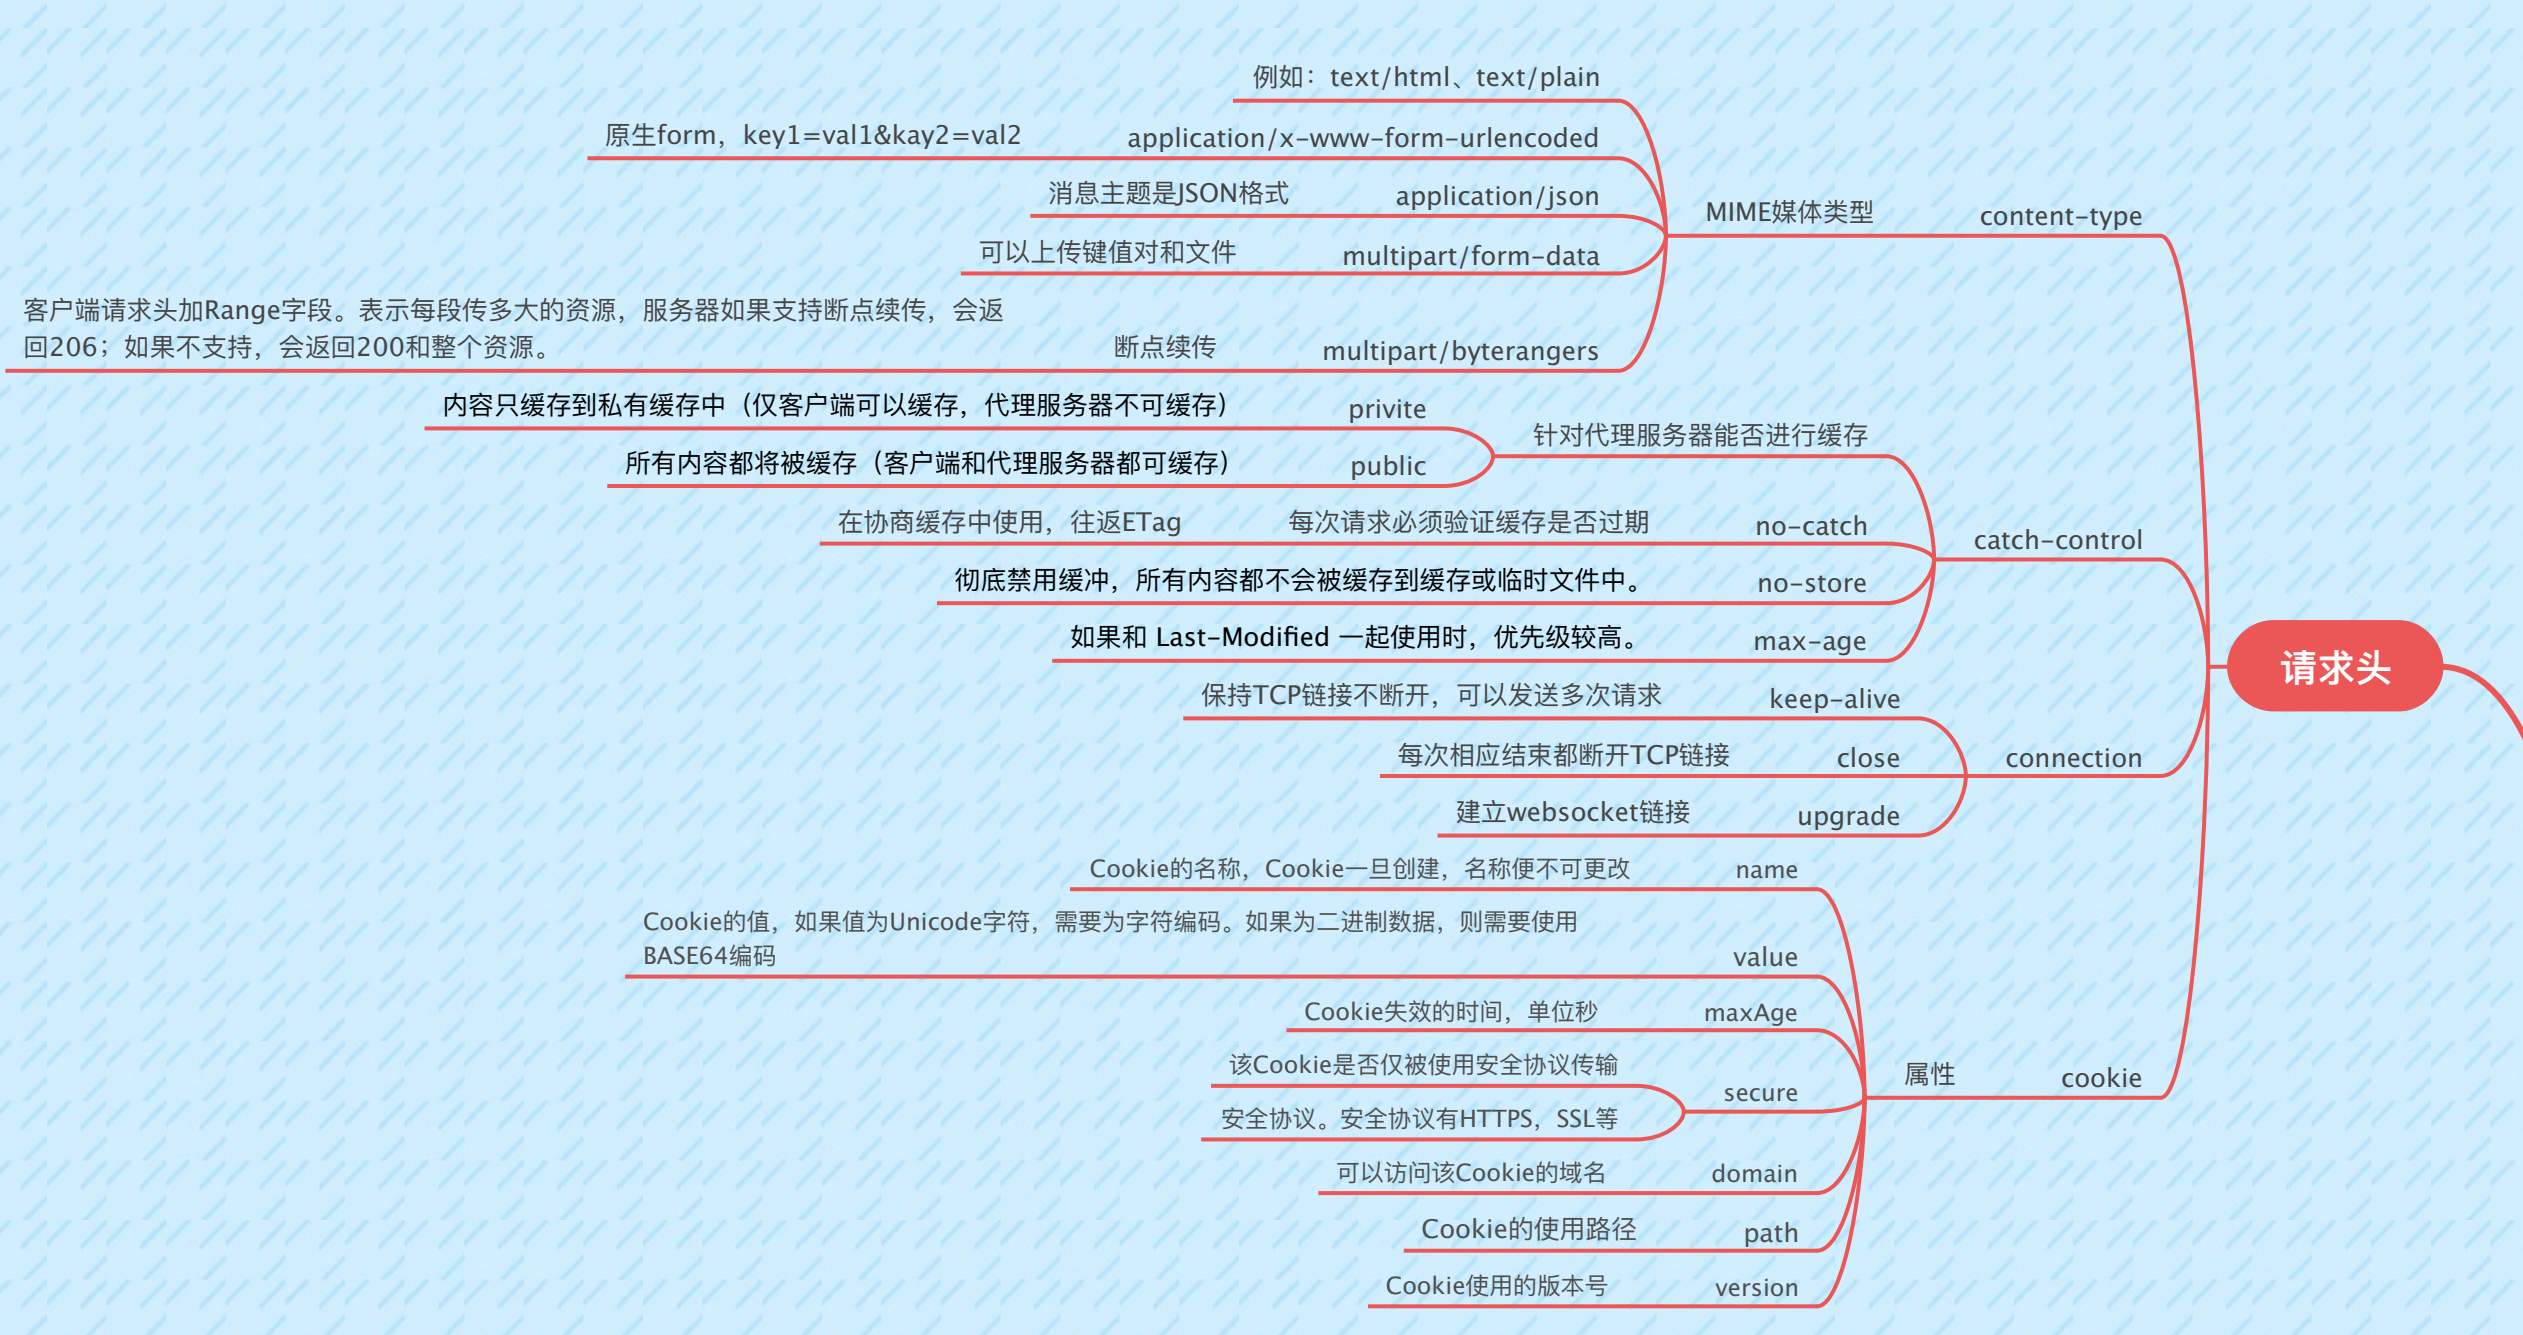 请求头
content-type
MIME媒体类型
例如：text/html、text/plain
application/x-www-form-urlencoded
原生form，key1=val1&kay2=val2
application/json
消息主题是JSON格式
multipart/form-data
可以上传键值对和文件
multipart/byterangers
断点续传
客户端请求头加Range字段。表示每段传多大的资源，服务器如果支持断点续传，会返
回206；如果不支持，会返回200和整个资源。
catch-control
针对代理服务器能否进行缓存
privite
内容只缓存到私有缓存中（仅客户端可以缓存，代理服务器不可缓存）
public
所有内容都将被缓存（客户端和代理服务器都可缓存）
no-catch
每次请求必须验证缓存是否过期
在协商缓存中使用，往返ETag
no-store
彻底禁用缓冲，所有内容都不会被缓存到缓存或临时文件中。
max-age
如果和 Last-Modified 一起使用时，优先级较高。
connection
keep-alive
保持TCP链接不断开，可以发送多次请求
close
每次相应结束都断开TCP链接
upgrade
建立websocket链接
cookie
属性
name
Cookie的名称，Cookie一旦创建，名称便不可更改
value
Cookie的值，如果值为Unicode字符，需要为字符编码。如果为二进制数据，则需要使用
BASE64编码
maxAge
Cookie失效的时间，单位秒
secure
该Cookie是否仅被使用安全协议传输
安全协议。安全协议有HTTPS，SSL等
domain
可以访问该Cookie的域名
path
Cookie的使用路径
version
Cookie使用的版本号